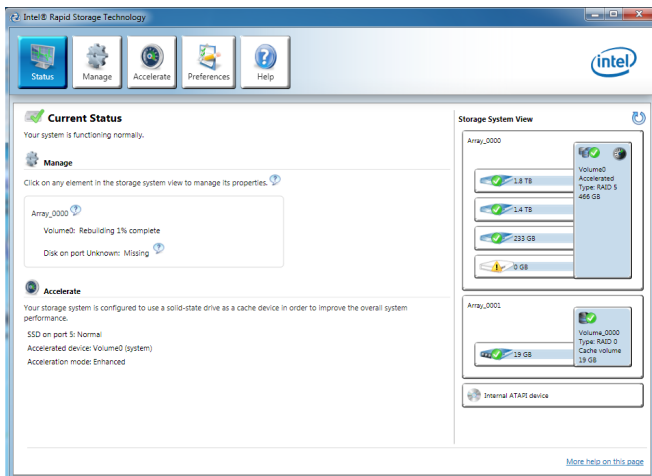 Intel® Rapid Storage Technology
Status
Manage
Accelerate
Preferences
Help
intel
Current Status
Your system is functioning normally.
Manage
Click on any element in the storage system view to manage its properties.
Array_0000
Volume0: Rebuilding 1% complete
Disk on port Unknown: Missing
Accelerate
Your storage system is configured to use a solid-state drive as a cache device in order to improve the overall system
performance.
SSD on port 5: Normal
Accelerated device: Volume0 (system)
Acceleration mode: Enhanced
Storage System View
Array_0000
1.8 TB
1.4 TB
233 GB
0 GB
Volume0
Accelerated
Type: RAID 5
466 GB
Array_0001
19 GB
Volume_0000
Type: RAID 0
Cache volume
19 GB
Internal ATAPI device
More help on this page